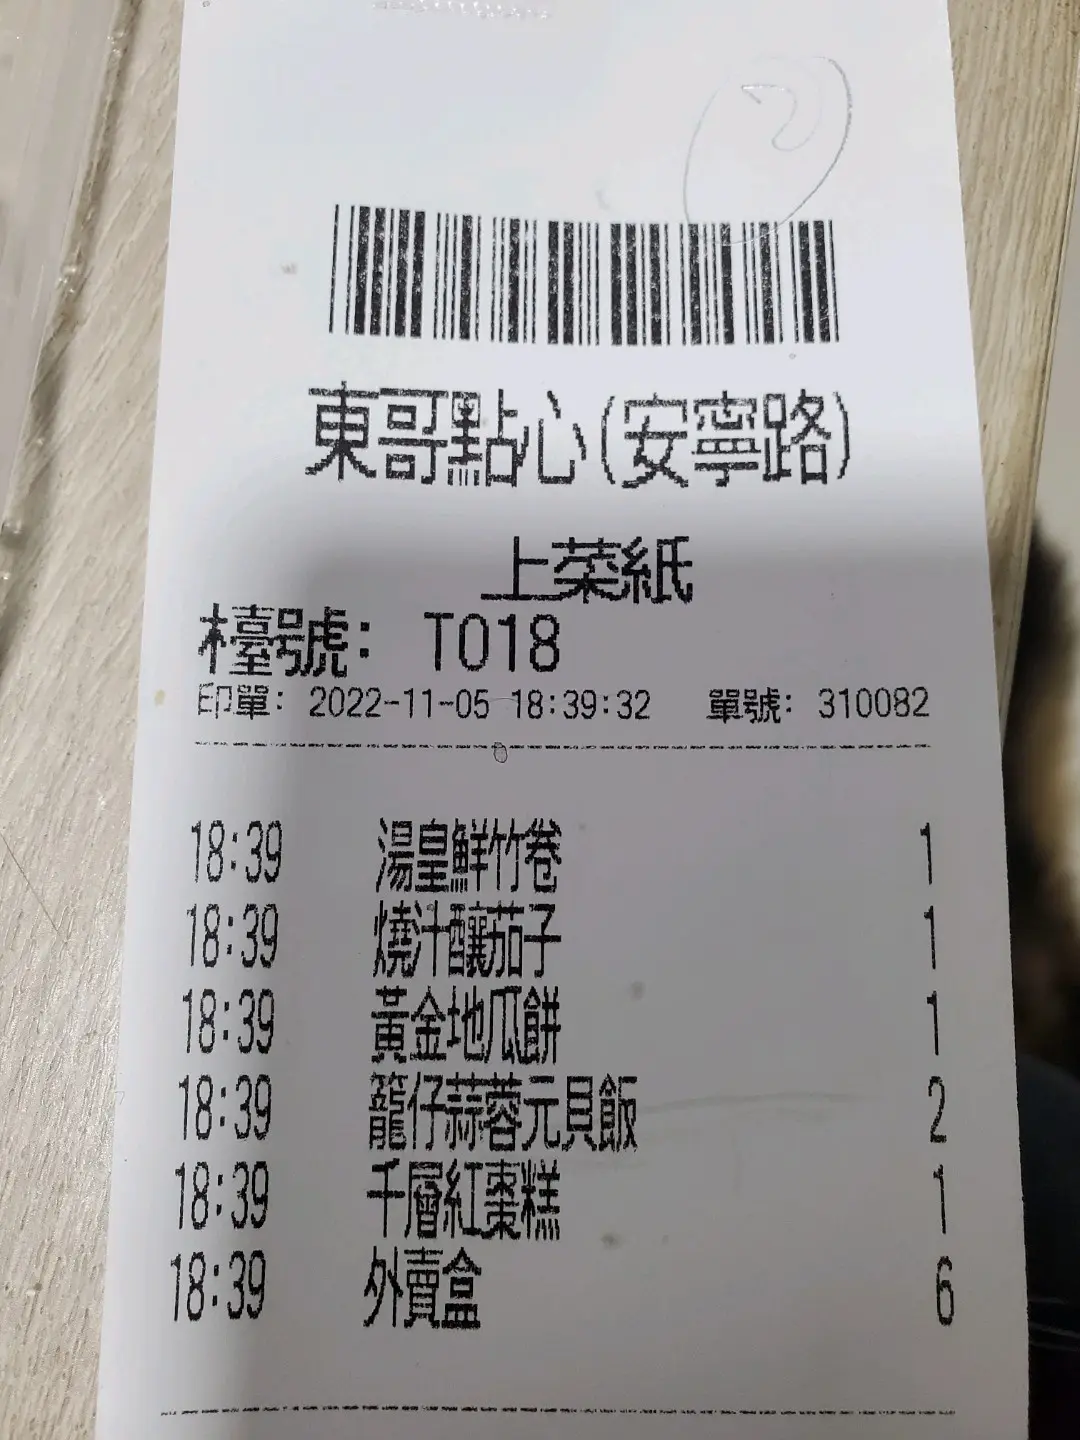 東哥點心(安寧路)
上菜紙
檯號: T018
印單: 2022-11-05 18:39:32 單號: 310082
18:39 湯皇鮮竹卷 1
18:39 燒汁釀茄子 1
18:39 黃金地瓜餅 1
18:39 籠仔蒜蓉元貝飯 2
18:39 千層紅棗糕 1
18:39 外賣盒 6